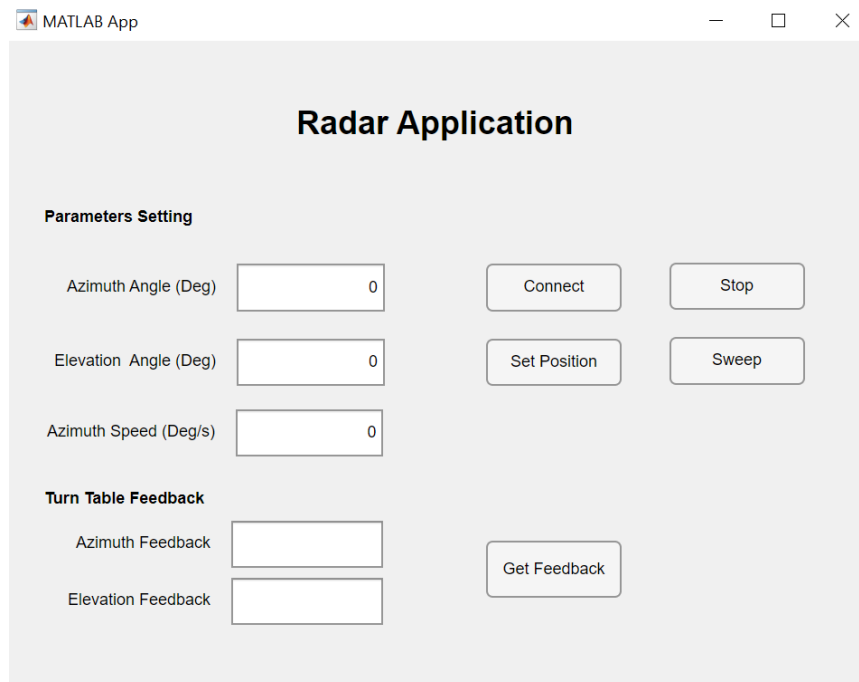 MATLAB App
Radar Application
Parameters Setting
Azimuth Angle (Deg) 0 Connect Stop
Elevation Angle (Deg) 0 Set Position Sweep
Azimuth Speed (Deg/s) 0
Turn Table Feedback
Azimuth Feedback
Get Feedback
Elevation Feedback